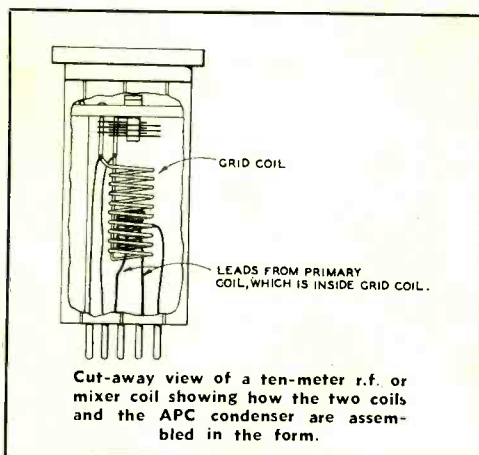 GRID COIL
LEADS FROM PRIMARY
COIL, WHICH IS INSIDE GRID COIL.
Cut-away view of a ten-meter r.f. or
mixer coil showing how the two coils
and the APC condenser are assem-
bled in the form.